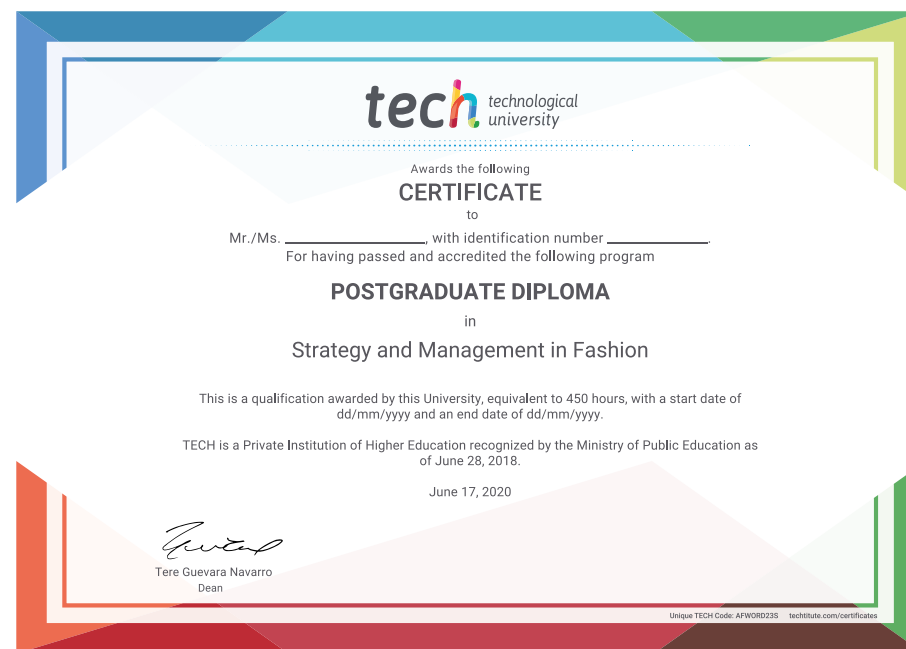 tech technological
university
Awards the following
CERTIFICATE
to
Mr./Ms. ____________________, with identification number ______________.
For having passed and accredited the following program
POSTGRADUATE DIPLOMA
in
Strategy and Management in Fashion
This is a qualification awarded by this University, equivalent to 450 hours, with a start date of
dd/mm/yyyy and an end date of dd/mm/yyyy.
TECH is a Private Institution of Higher Education recognized by the Ministry of Public Education as
of June 28, 2018.
June 17, 2020
Tere Guevara Navarro
Dean
Unique TECH Code: AFWORD23S techtitute.com/certificates